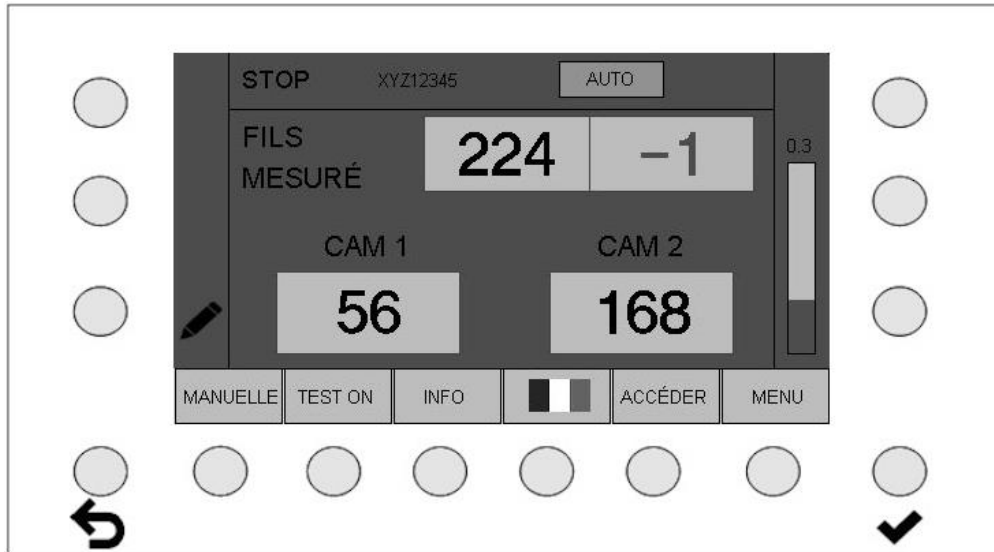 STOP XYZ12345 AUTO
FILS 224 −1
MESURÉ
0.3
CAM 1 CAM 2
56 168
MANUELLE TEST ON INFO ACCÉDER MENU